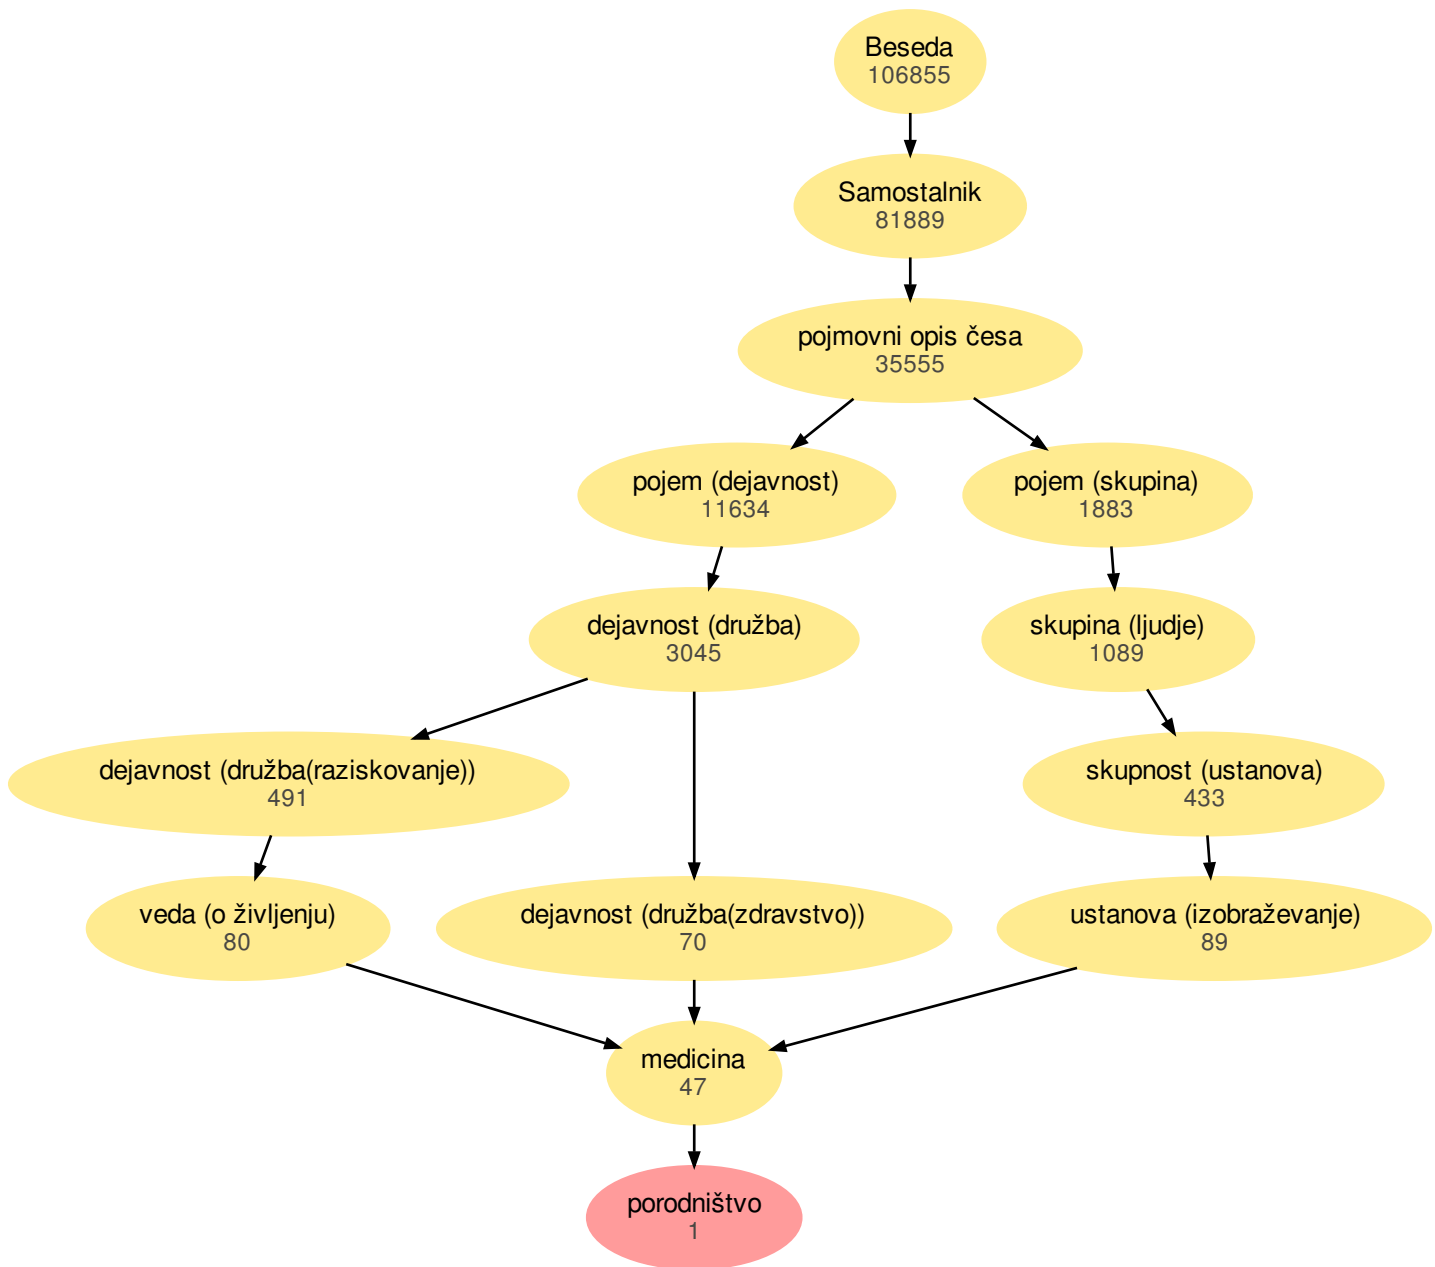 Beseda
106855
Samostalnik
81889
pojmovni opis česa
35555
pojem (dejavnost)
11634
pojem (skupina)
1883
dejavnost (družba)
3045
skupina (ljudje)
1089
dejavnost (družba(raziskovanje))
491
skupnost (ustanova)
433
veda (o življenju)
80
dejavnost (družba(zdravstvo))
70
ustanova (izobraževanje)
89
medicina
47
porodništvo
1